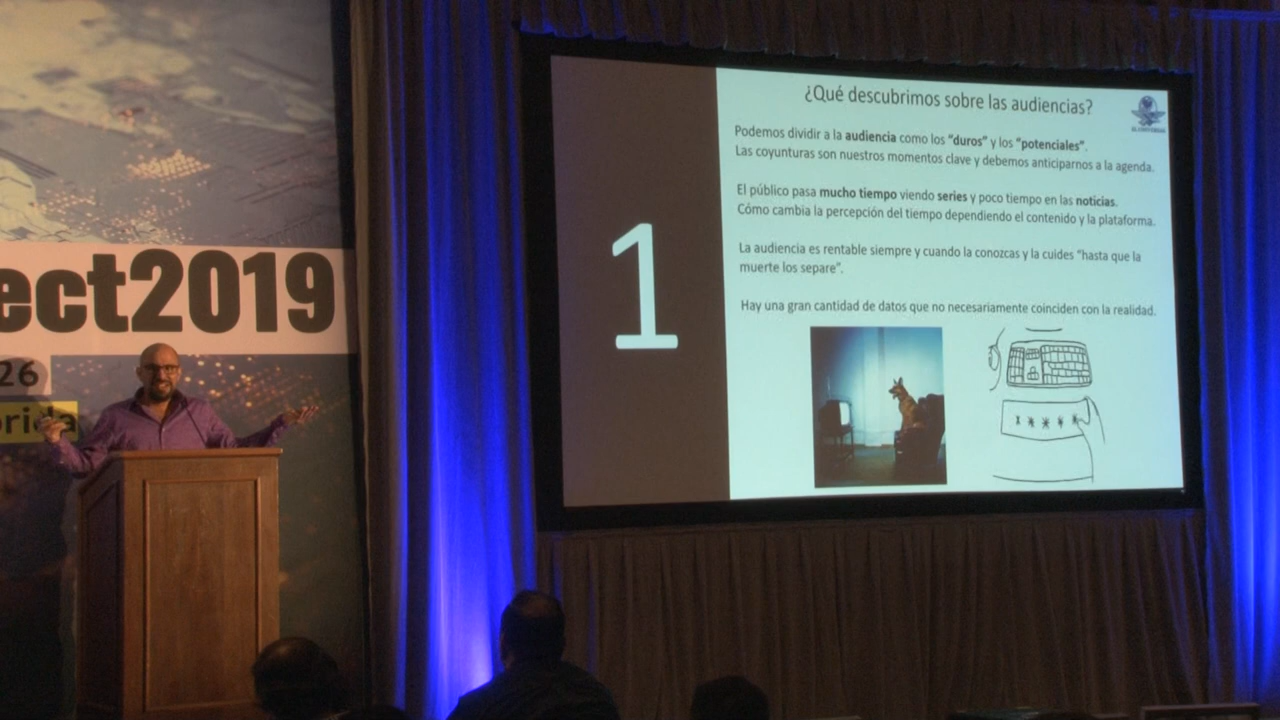 ect2019
26
rida
1
¿Qué descubrimos sobre las audiencias?
EL UNIVERSAL
Podemos dividir a la audiencia como los "duros" y los "potenciales".
Las coyunturas son nuestros momentos clave y debemos anticiparnos a la agenda.
El público pasa mucho tiempo viendo series y poco tiempo en las noticias.
Cómo cambia la percepción del tiempo dependiendo el contenido y la plataforma.
La audiencia es rentable siempre y cuando la conozcas y la cuides "hasta que la
muerte los separe".
Hay una gran cantidad de datos que no necesariamente coinciden con la realidad.